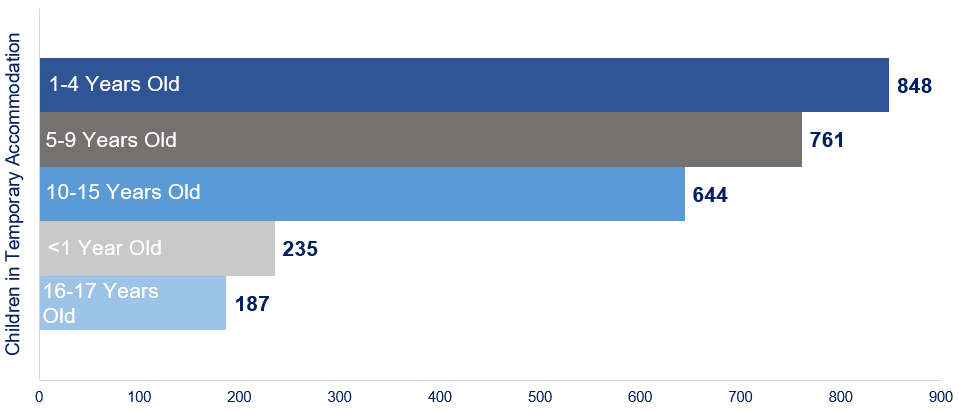 Children in Temporary Accommodation
1-4 Years Old
848
5-9 Years Old
761
10-15 Years Old
644
<1 Year Old
235
16-17 Years
Old
187
0 100 200 300 400 500 600 700 800 900